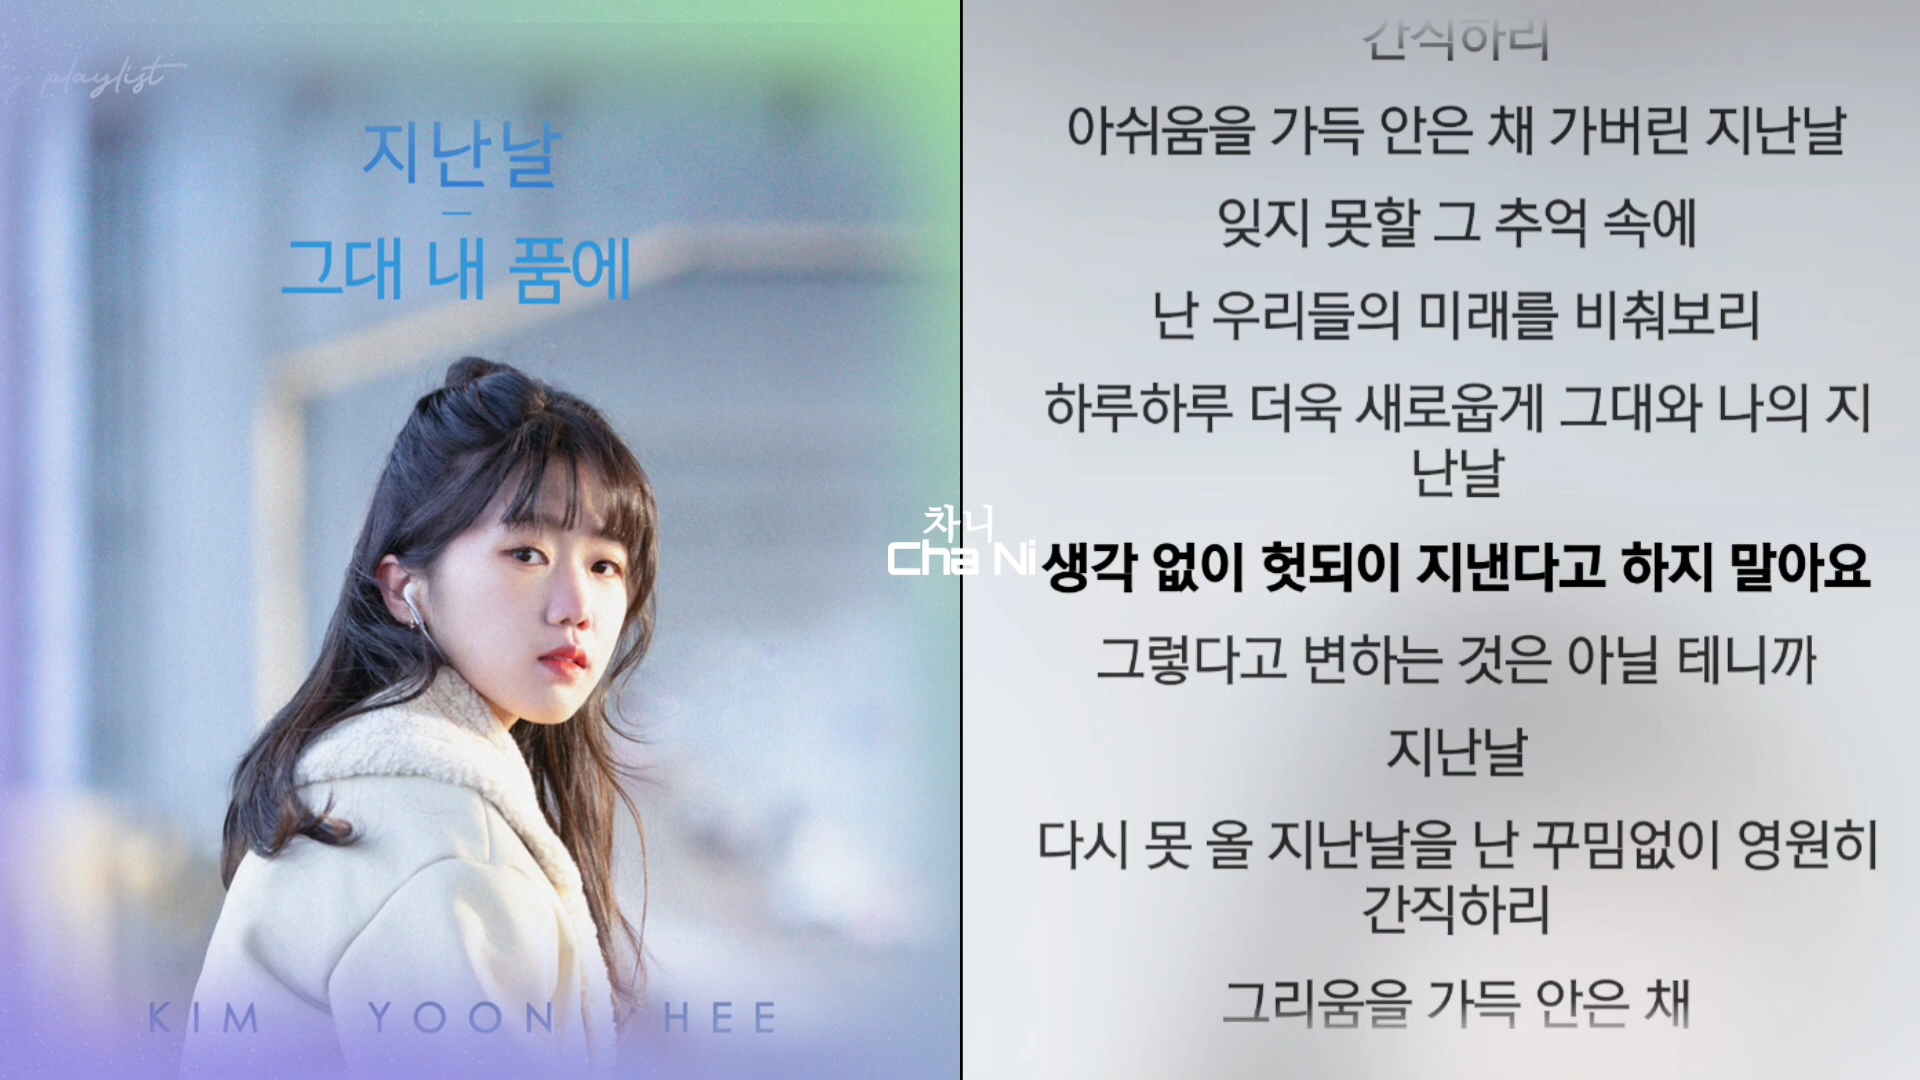 playlist
지난날
그대 내 품에
KIM YOON HEE
차니
Cha Ni
간직하리
아쉬움을 가득 안은 채 가버린 지난날
잊지 못할 그 추억 속에
난 우리들의 미래를 비춰보리
하루하루 더욱 새로웁게 그대와 나의 지
난날
생각 없이 헛되이 지낸다고 하지 말아요
그렇다고 변하는 것은 아닐 테니까
지난날
다시 못 올 지난날을 난 꾸밈없이 영원히
간직하리
그리움을 가득 안은 채